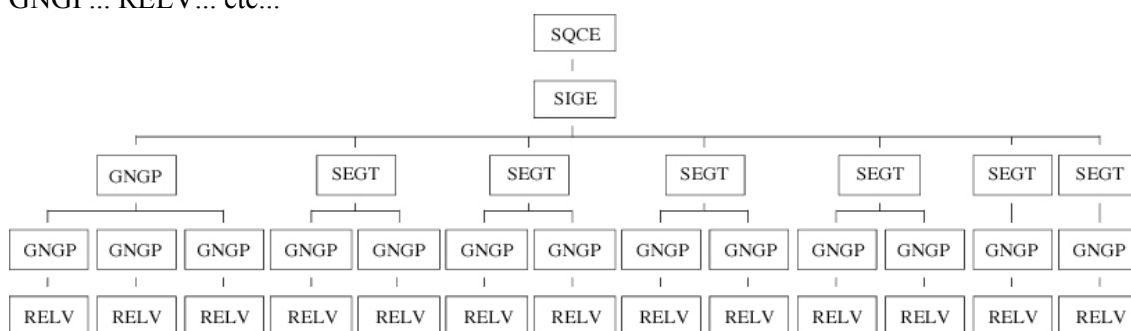 GNGP... RELV... etc...
SQCE
SIGE
GNGP SEGT SEGT SEGT SEGT SEGT SEGT
GNGP GNGP GNGP GNGP GNGP GNGP GNGP GNGP GNGP GNGP GNGP GNGP GNGP
RELV RELV RELV RELV RELV RELV RELV RELV RELV RELV RELV RELV RELV